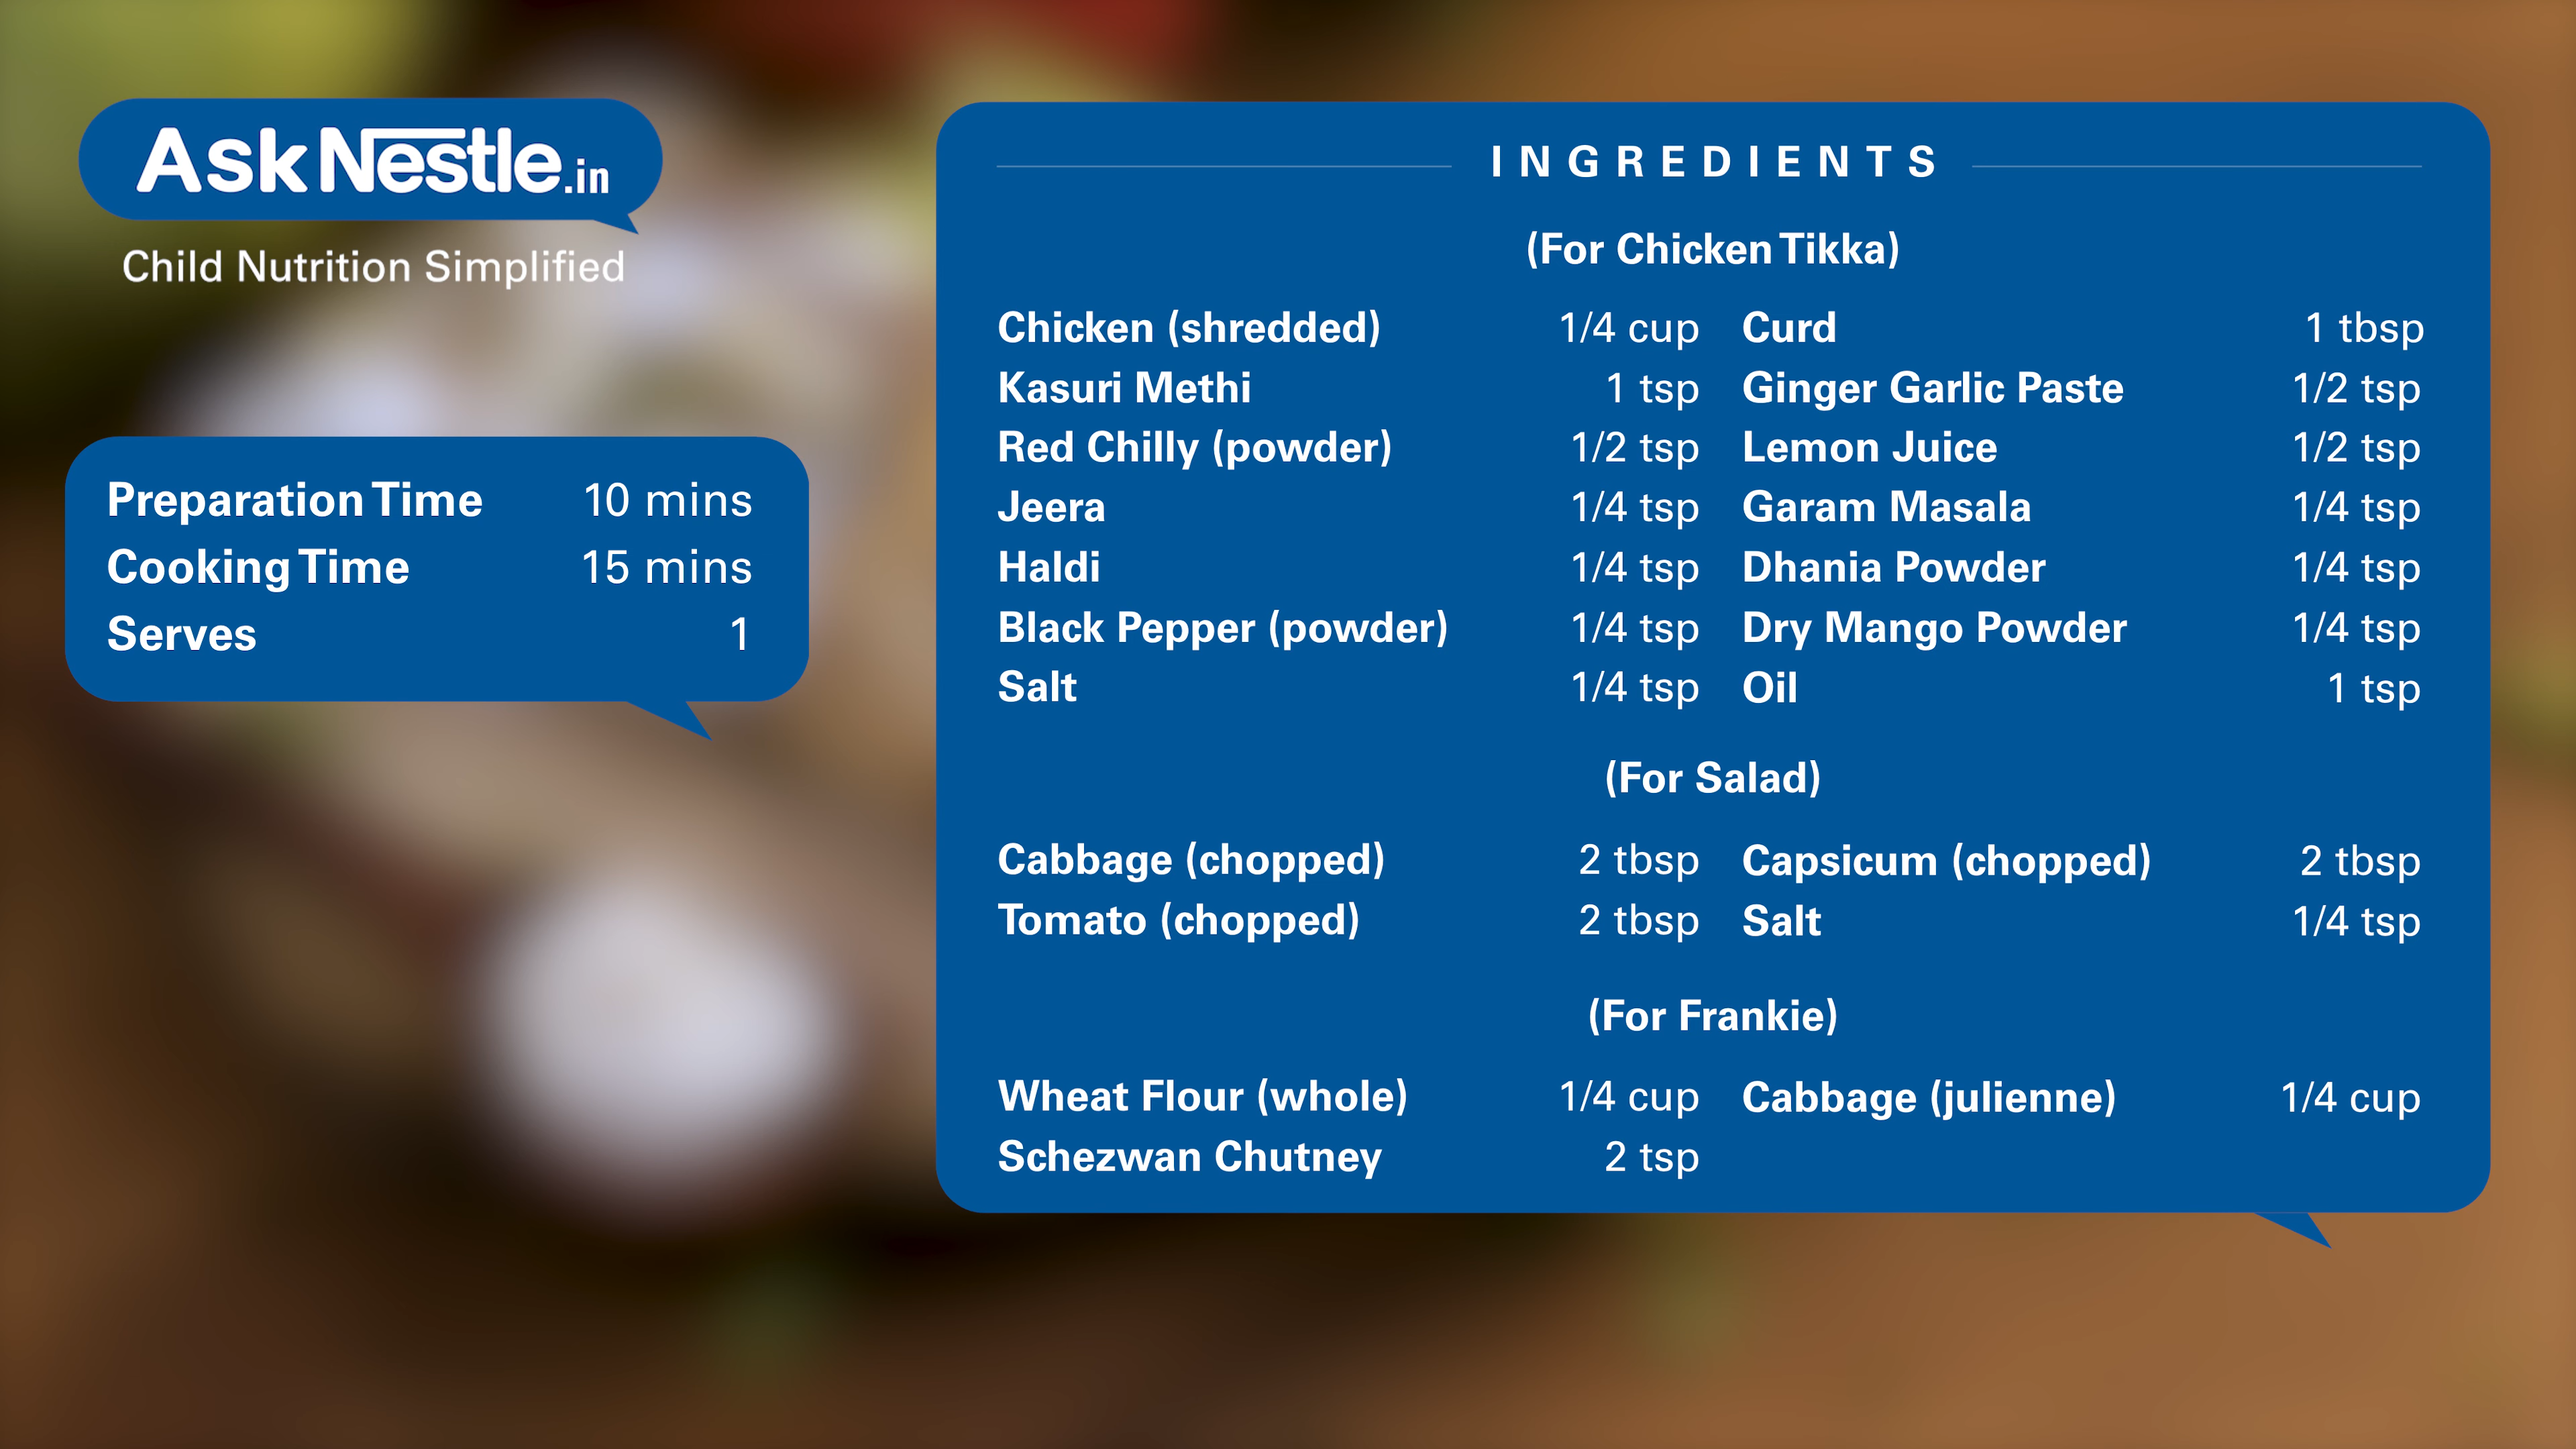 AskNestle.in
Child Nutrition Simplified
Preparation Time 10 mins
Cooking Time 15 mins
Serves 1
INGREDIENTS
(For Chicken Tikka)
Chicken (shredded) 1/4 cup Curd 1 tbsp
Kasuri Methi 1 tsp Ginger Garlic Paste 1/2 tsp
Red Chilly (powder) 1/2 tsp Lemon Juice 1/2 tsp
Jeera 1/4 tsp Garam Masala 1/4 tsp
Haldi 1/4 tsp Dhania Powder 1/4 tsp
Black Pepper (powder) 1/4 tsp Dry Mango Powder 1/4 tsp
Salt 1/4 tsp Oil 1 tsp
(For Salad)
Cabbage (chopped) 2 tbsp Capsicum (chopped) 2 tbsp
Tomato (chopped) 2 tbsp Salt 1/4 tsp
(For Frankie)
Wheat Flour (whole) 1/4 cup Cabbage (julienne) 1/4 cup
Schezwan Chutney 2 tsp